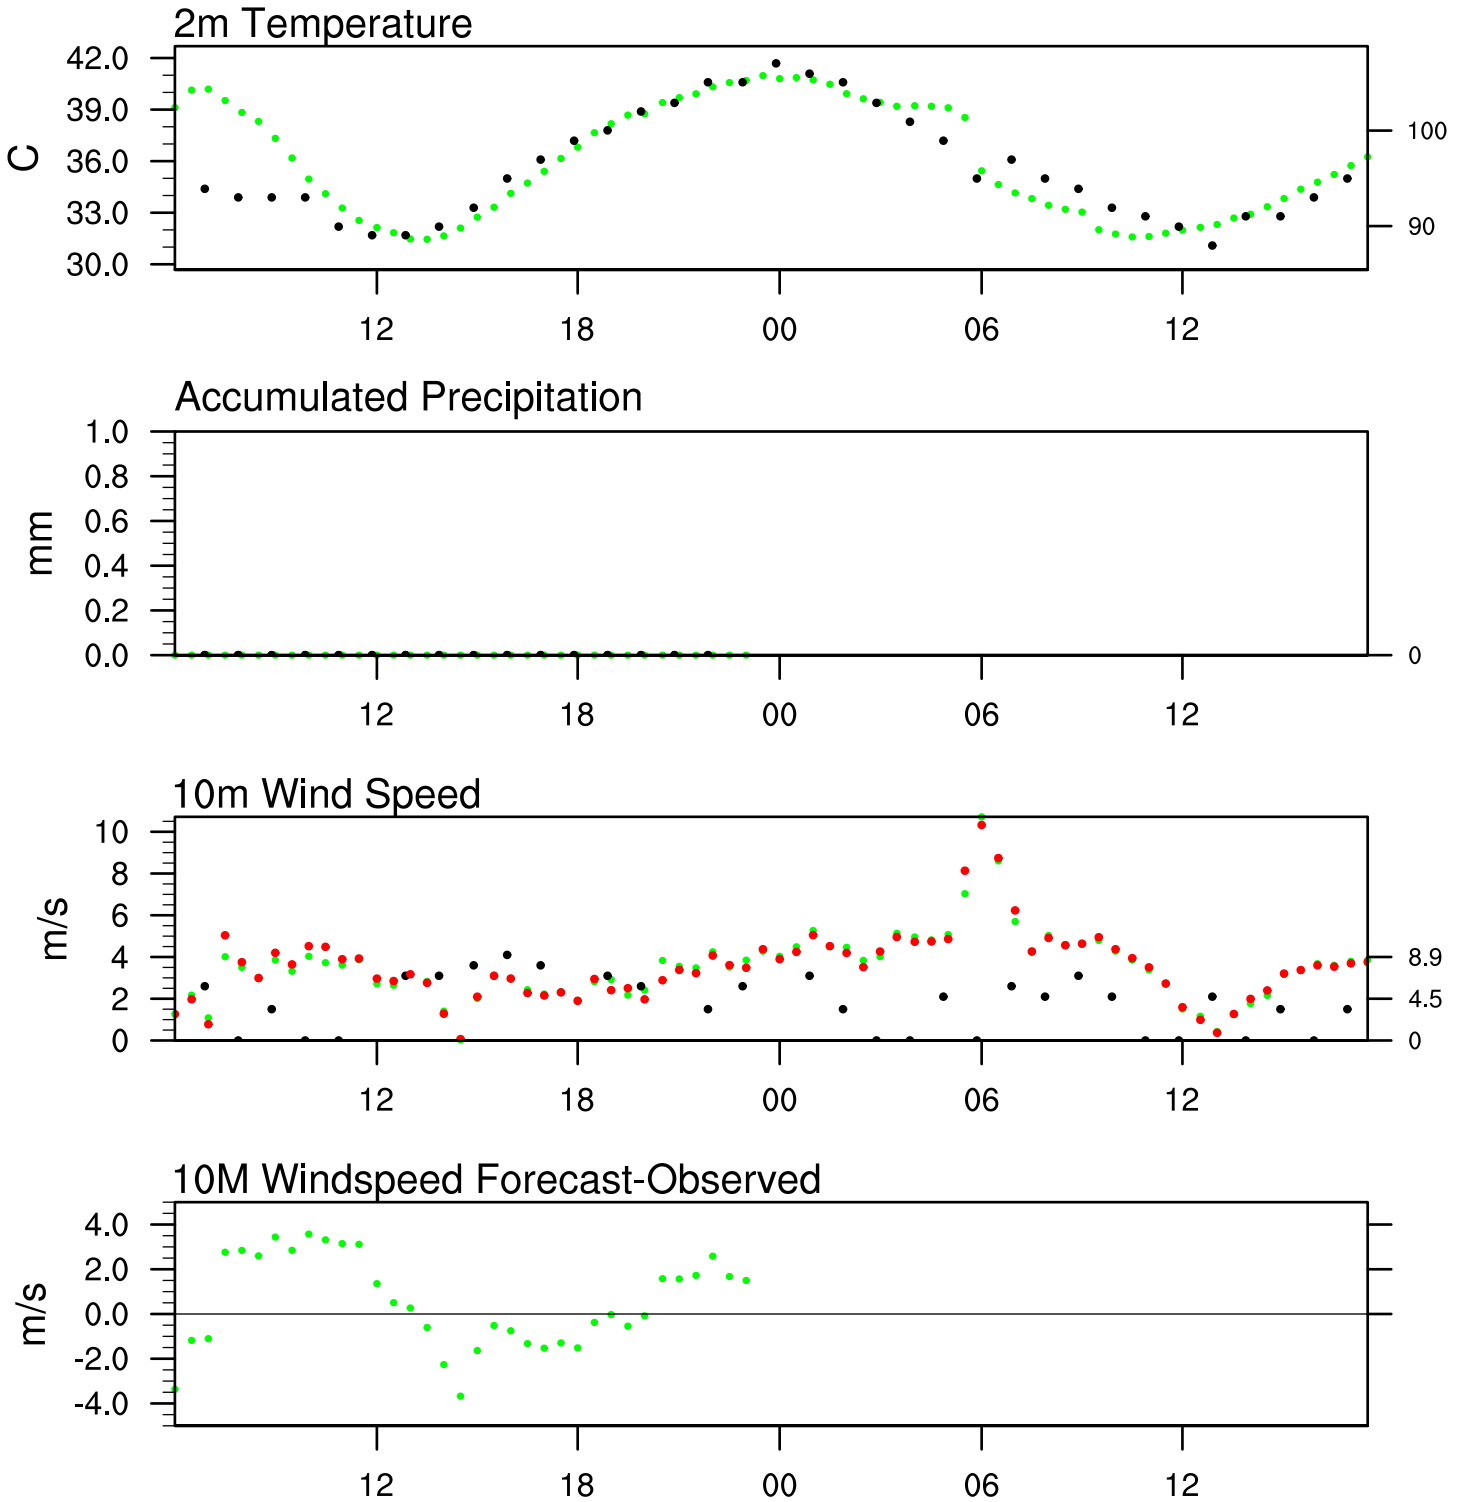 2m Temperature
42.0
39.0
36.0
33.0
30.0
C
100
90
12 18 00 06 12
Accumulated Precipitation
1.0
0.8
0.6
0.4
0.2
0.0
mm
0
12 18 00 06 12
10m Wind Speed
10
8
6
4
2
0
m/s
8.9
4.5
0
12 18 00 06 12
10M Windspeed Forecast-Observed
4.0
2.0
0.0
-2.0
-4.0
m/s
12 18 00 06 12